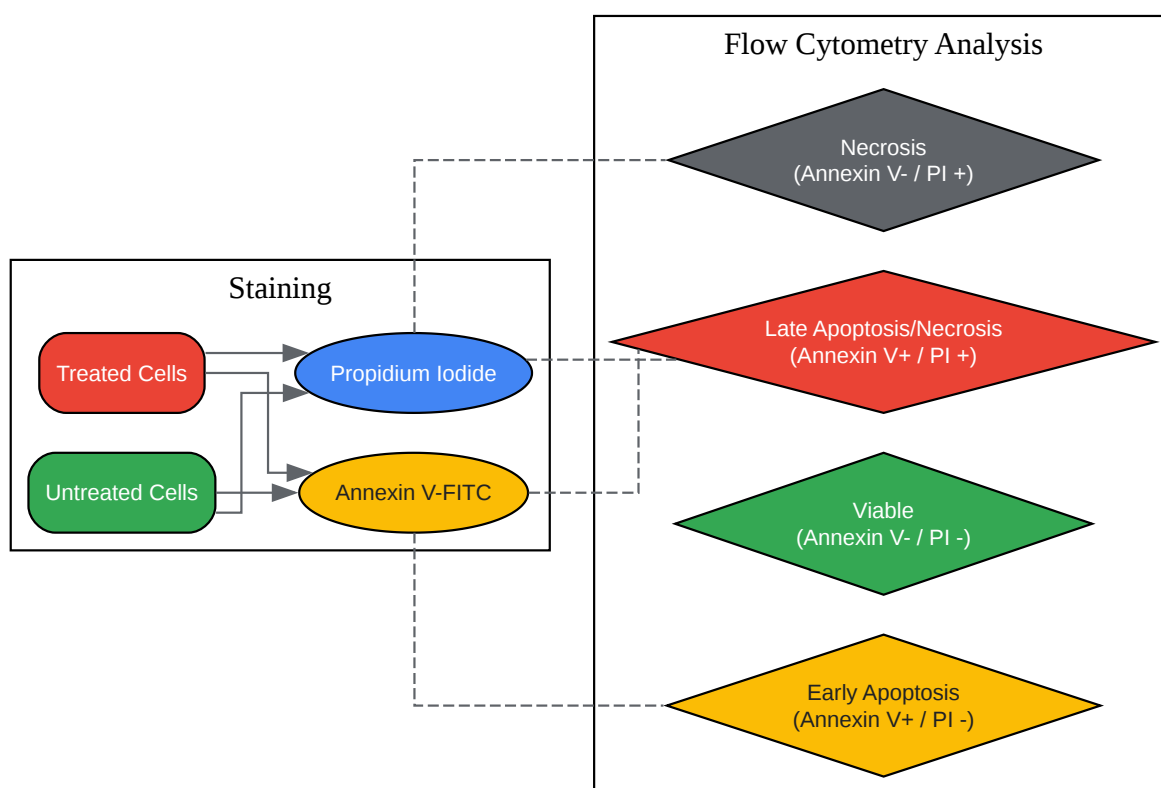 Flow Cytometry Analysis
Necrosis
(Annexin V- / PI +)
Staining
Treated Cells
Propidium Iodide
Late Apoptosis/Necrosis
(Annexin V+ / PI +)
Untreated Cells
Annexin V-FITC
Viable
(Annexin V- / PI -)
Early Apoptosis
(Annexin V+ / PI -)